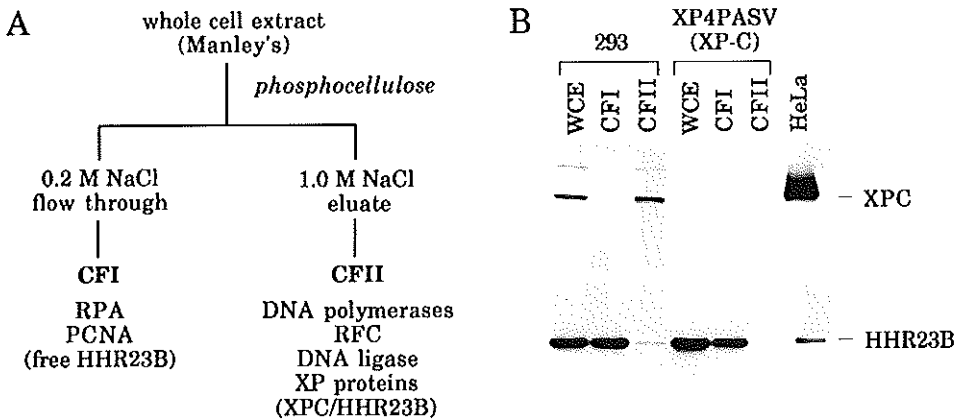 A
whole cell extract
(Manley's)
phosphocellulose
0.2 M NaCl
flow through
1.0 M NaCl
eluate
CFI
RPA
PCNA
(free HHR23B)
CFII
DNA polymerases
RFC
DNA ligase
XP proteins
(XPC/HHR23B)
B
293
XP4PASV
(XP-C)
WCE
CFI
CFII
WCE
CFI
CFII
HeLa
XPC
HHR23B